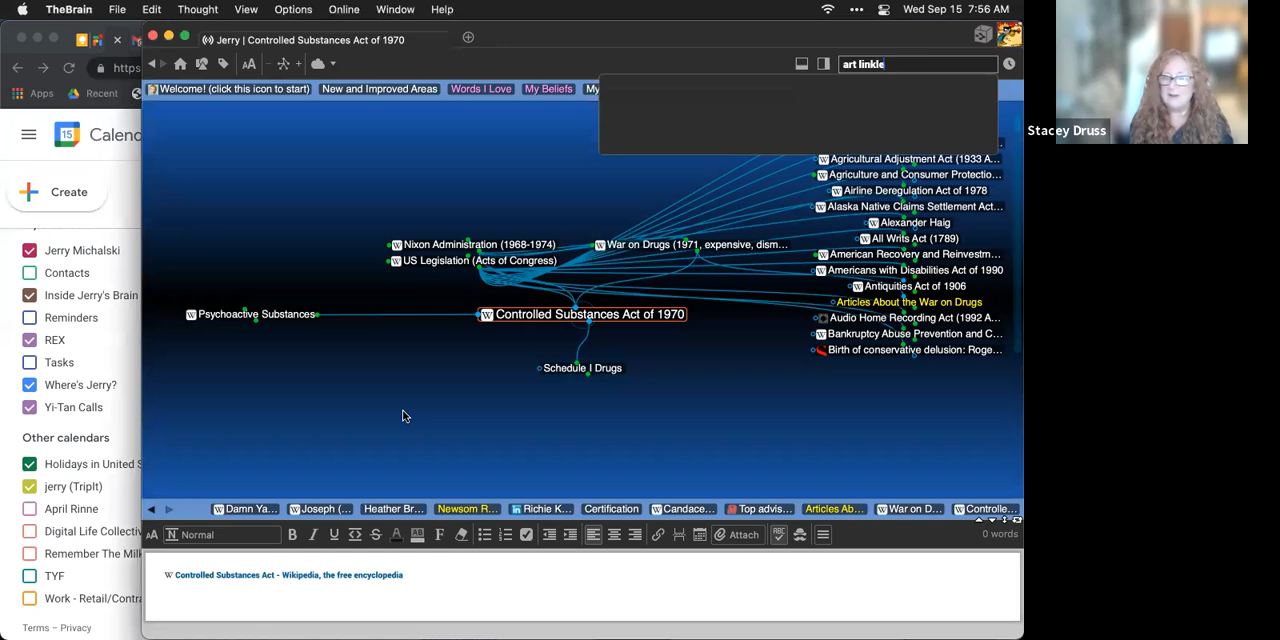 TheBrain File Edit Thought View Options Online Window Help Wed Sep 15 7:56 AM
Jerry | Controlled Substances Act of 1970
https
art linkle
Apps Recent
Welcome! (click this icon to start) New and Improved Areas Words I Love My Beliefs My
15 Calend
Create
Jerry Michalski
Contacts
Inside Jerry's Brain
Reminders
REX
Tasks
Where's Jerry?
Yi-Tan Calls
Other calendars
Holidays in United S
jerry (TripIt)
April Rinne
Digital Life Collectiv
Remember The Mil
TYF
Work - Retail/Contra
Terms – Privacy
Agricultural Adjustment Act (1933 A...
Agriculture and Consumer Protectio...
Airline Deregulation Act of 1978
Alaska Native Claims Settlement Act...
Alexander Haig
All Writs Act (1789)
American Recovery and Reinvestm...
Americans with Disabilities Act of 1990
Antiquities Act of 1906
Articles About the War on Drugs
Audio Home Recording Act (1992 A...
Bankruptcy Abuse Prevention and C...
Birth of conservative delusion: Roge...
Nixon Administration (1968-1974)
War on Drugs (1971, expensive, dism...
US Legislation (Acts of Congress)
Psychoactive Substances
Controlled Substances Act of 1970
Schedule I Drugs
Damn Ya... Joseph (... Heather Br... Newsom R... Richie K... Certification Candace... Top advis... Articles Ab... War on D... Controlle...
Normal B I U S A F Attach
0 words
W Controlled Substances Act - Wikipedia, the free encyclopedia
Stacey Druss